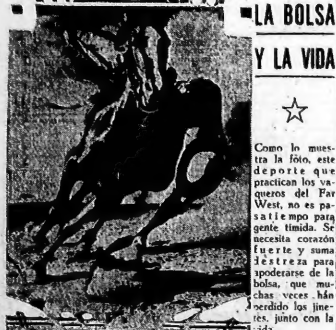 LA BOLSA
Y LA VIDA
Como lo mues-
tra la foto, este
deporte que
practican los va-
queros del Far
West, no es pa-
satiempo para
gente tímida. Se
necesita corazón
fuerte y suma
destreza para
apoderarse de la
bolsa, que mu-
chas veces hán
perdido los jine-
tes, junto con la
vida